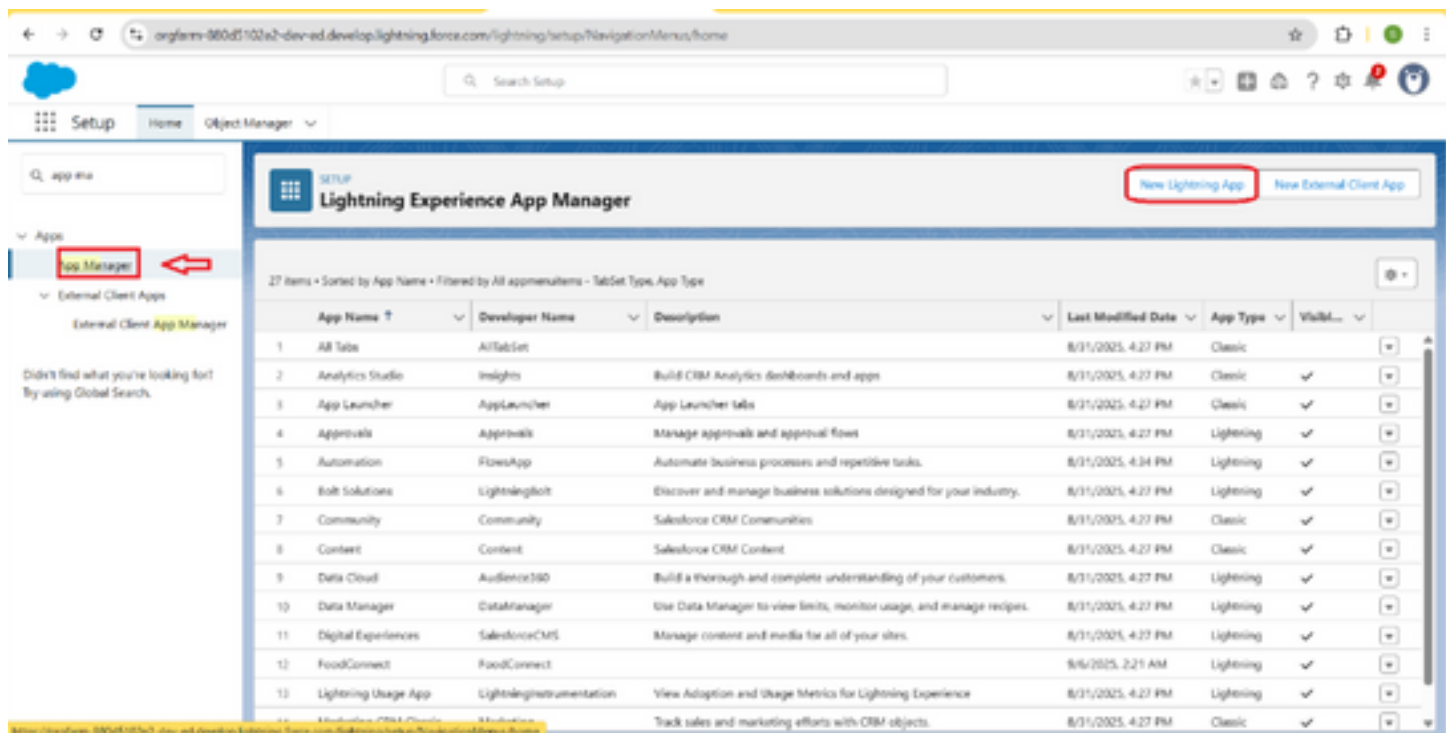 orgfarm-880d5102e2-dev-ed.develop.lightning.force.com/lightning/setup/NavigationMenus/home
Search Setup
Setup Home Object Manager
app ma
Apps
App Manager
External Client Apps
External Client App Manager
Didn't find what you're looking for?
Try using Global Search.
SETUP
Lightning Experience App Manager
New Lightning App New External Client App
27 items • Sorted by App Name • Filtered by All appmenuitems - TabSet Type, App Type
App Name Developer Name Description Last Modified Date App Type Visibl...
1 All Tabs AllTabSet 8/31/2025, 4:27 PM Classic
2 Analytics Studio Insights Build CRM Analytics dashboards and apps 8/31/2025, 4:27 PM Classic
3 App Launcher AppLauncher App Launcher tabs 8/31/2025, 4:27 PM Classic
4 Approvals Approvals Manage approvals and approval flows 8/31/2025, 4:27 PM Lightning
5 Automation FlowsApp Automate business processes and repetitive tasks. 8/31/2025, 4:34 PM Lightning
6 Bolt Solutions LightningBolt Discover and manage business solutions designed for your industry. 8/31/2025, 4:27 PM Lightning
7 Community Community Salesforce CRM Communities 8/31/2025, 4:27 PM Classic
8 Content Content Salesforce CRM Content 8/31/2025, 4:27 PM Classic
9 Data Cloud Audience360 Build a thorough and complete understanding of your customers. 8/31/2025, 4:27 PM Lightning
10 Data Manager DataManager Use Data Manager to view limits, monitor usage, and manage recipes. 8/31/2025, 4:27 PM Lightning
11 Digital Experiences SalesforceCMS Manage content and media for all of your sites. 8/31/2025, 4:27 PM Lightning
12 FoodConnect FoodConnect 9/6/2025, 2:21 AM Lightning
13 Lightning Usage App LightningInstrumentation View Adoption and Usage Metrics for Lightning Experience 8/31/2025, 4:27 PM Lightning
14 Marketing CRM Classic Marketing Track sales and marketing efforts with CRM objects. 8/31/2025, 4:27 PM Classic